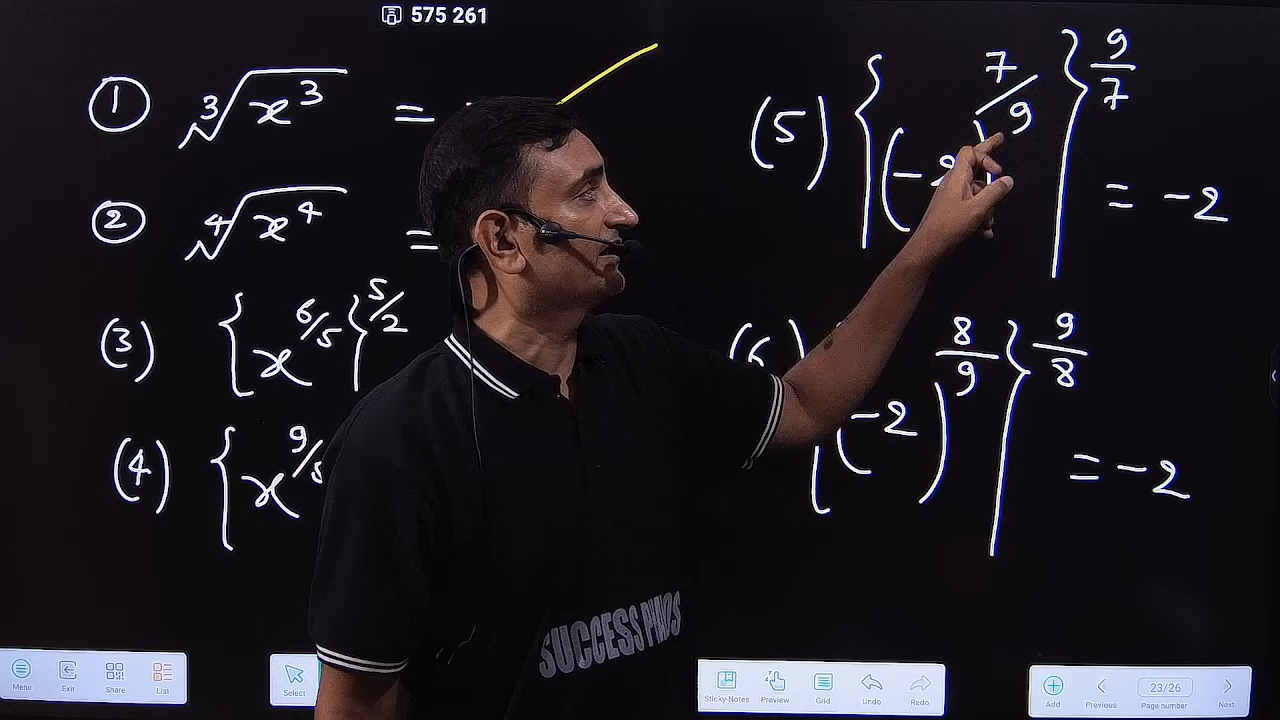 575 261
① ∛x³ =
② ∜x⁴ =
(3) {x^6/5}^5/2
(4) {x^9/5
(5) {(-2)^7/9}^9/7 = -2
(6) (-2)^8/9}^9/8 = -2
SUCCESS
Menu Exit Share List
Select
Sticky-Notes Preview Grid Undo Redo
Add Previous 23/26 Page number Next